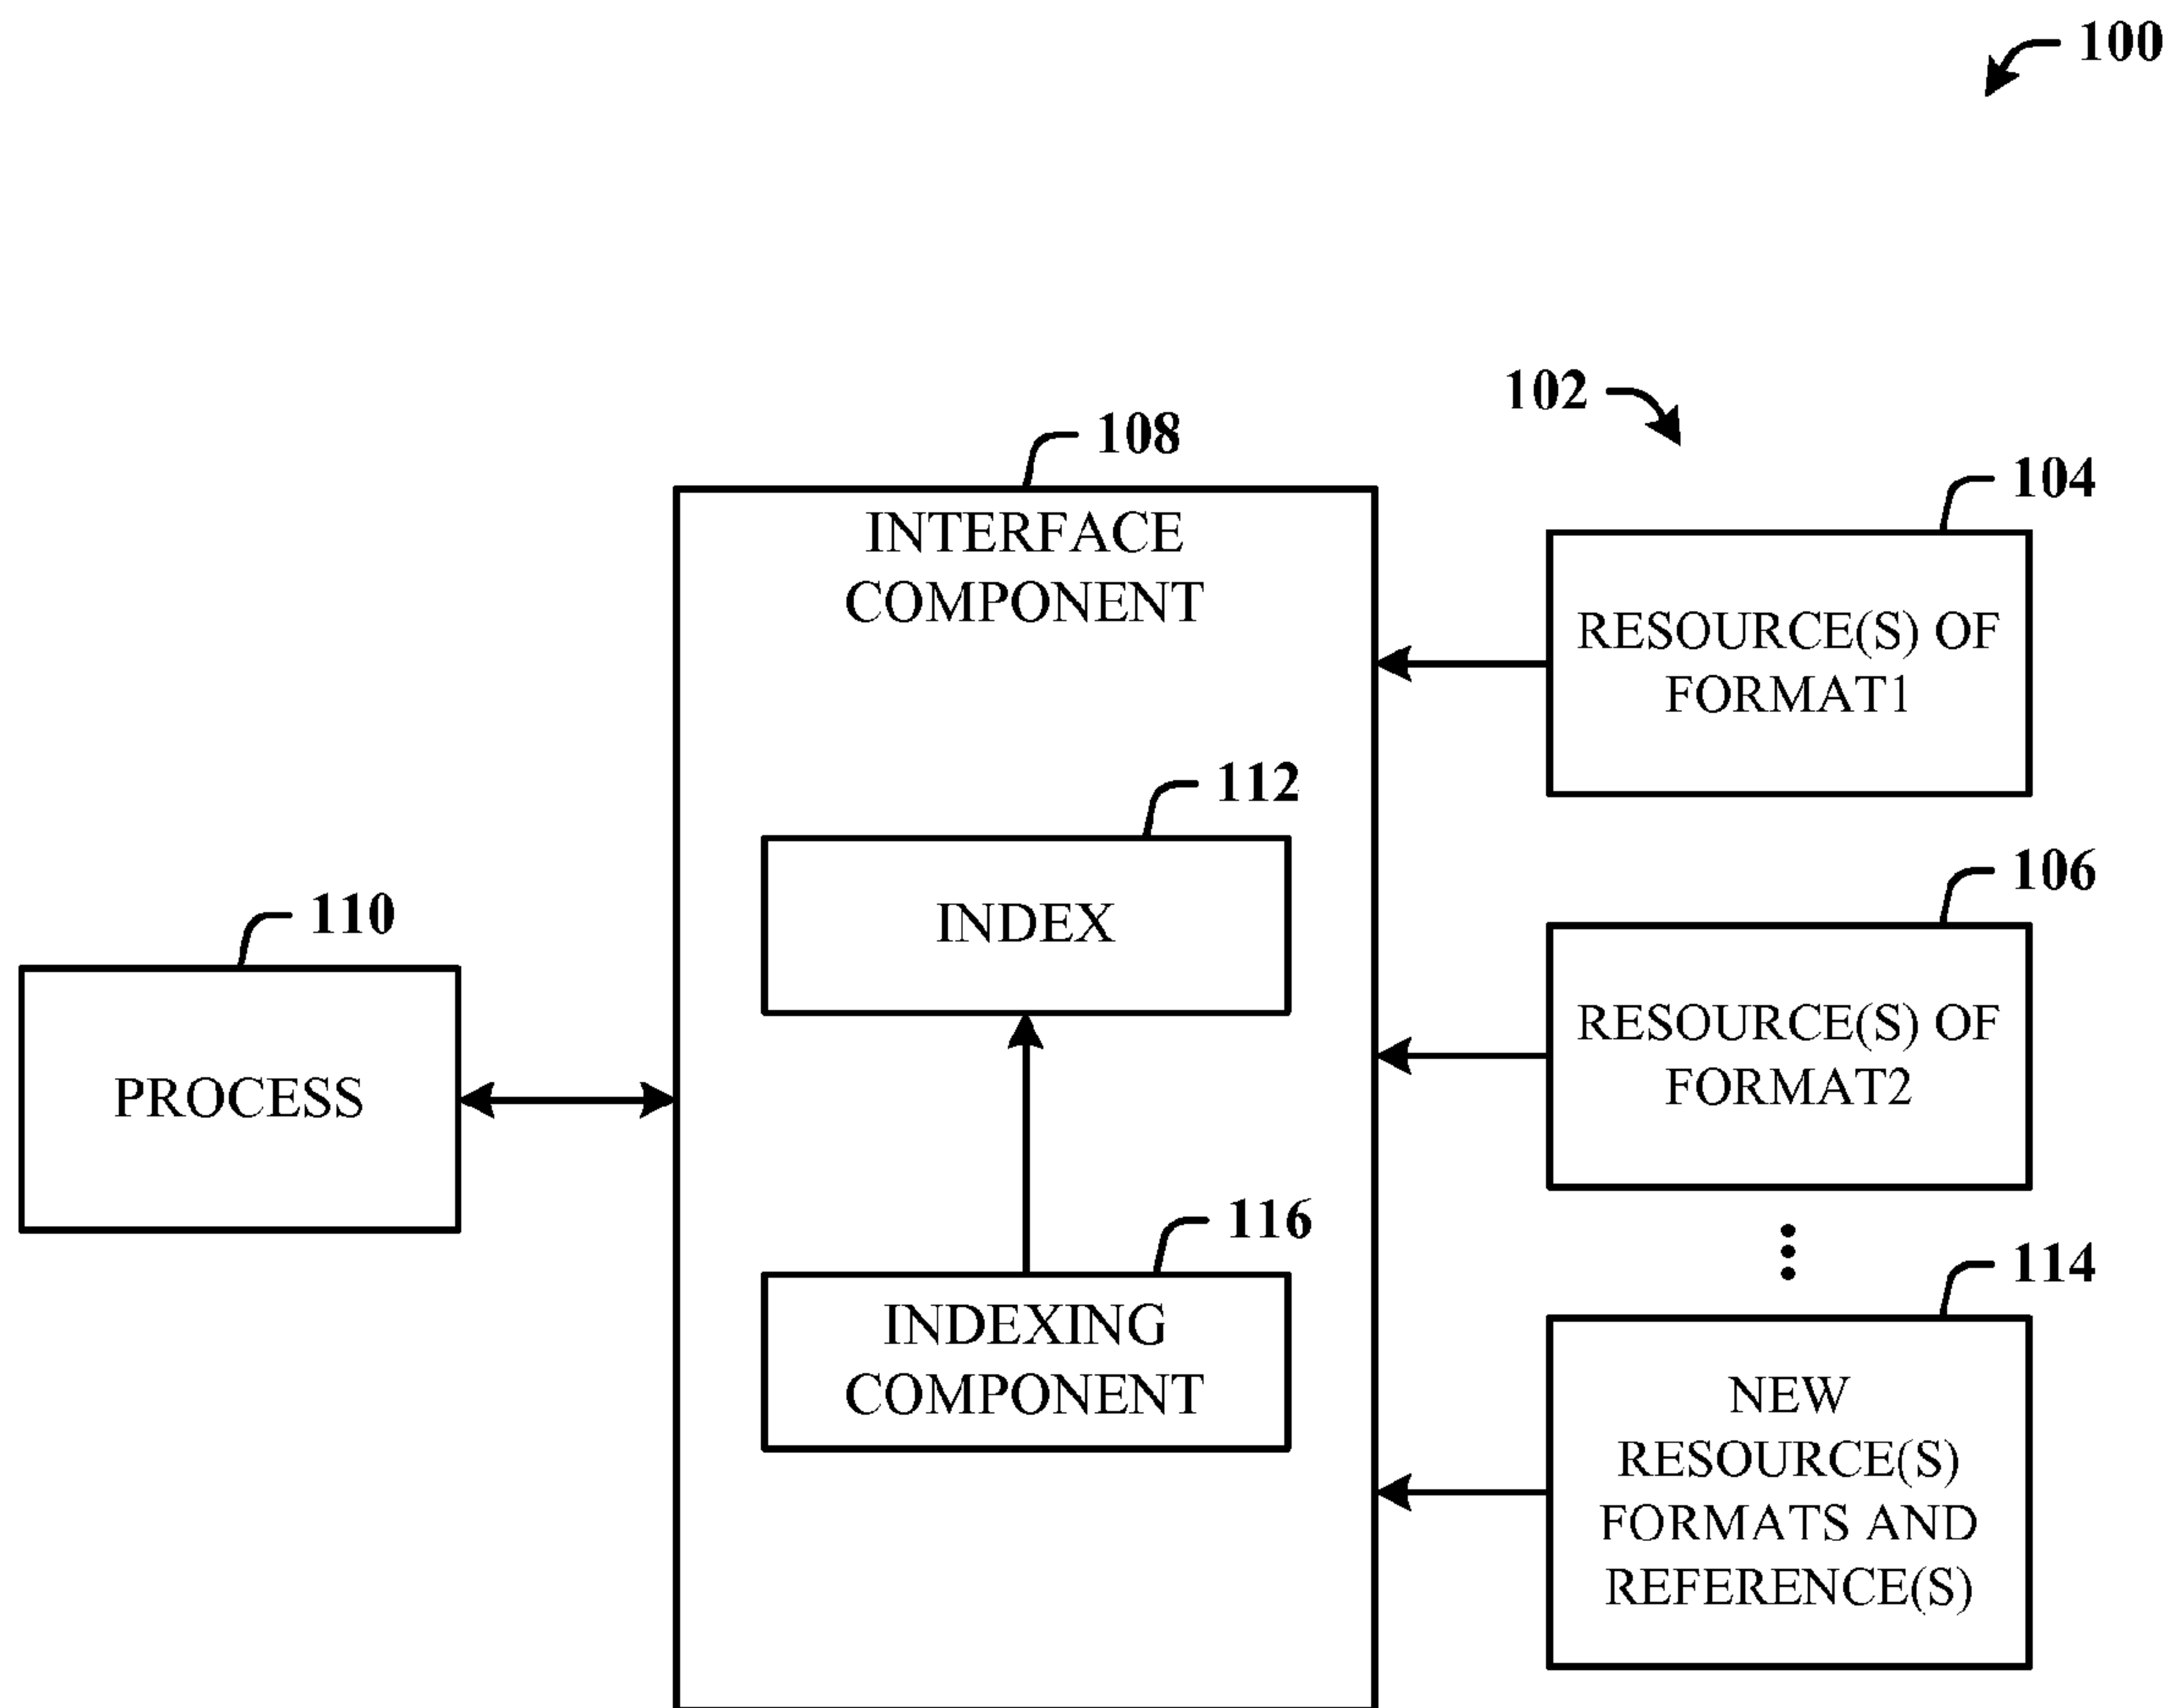 100
102
108
104
INTERFACE
COMPONENT
RESOURCE(S) OF
FORMAT1
112
106
INDEX
110
RESOURCE(S) OF
FORMAT2
PROCESS
116
114
INDEXING
COMPONENT
NEW
RESOURCE(S)
FORMATS AND
REFERENCE(S)